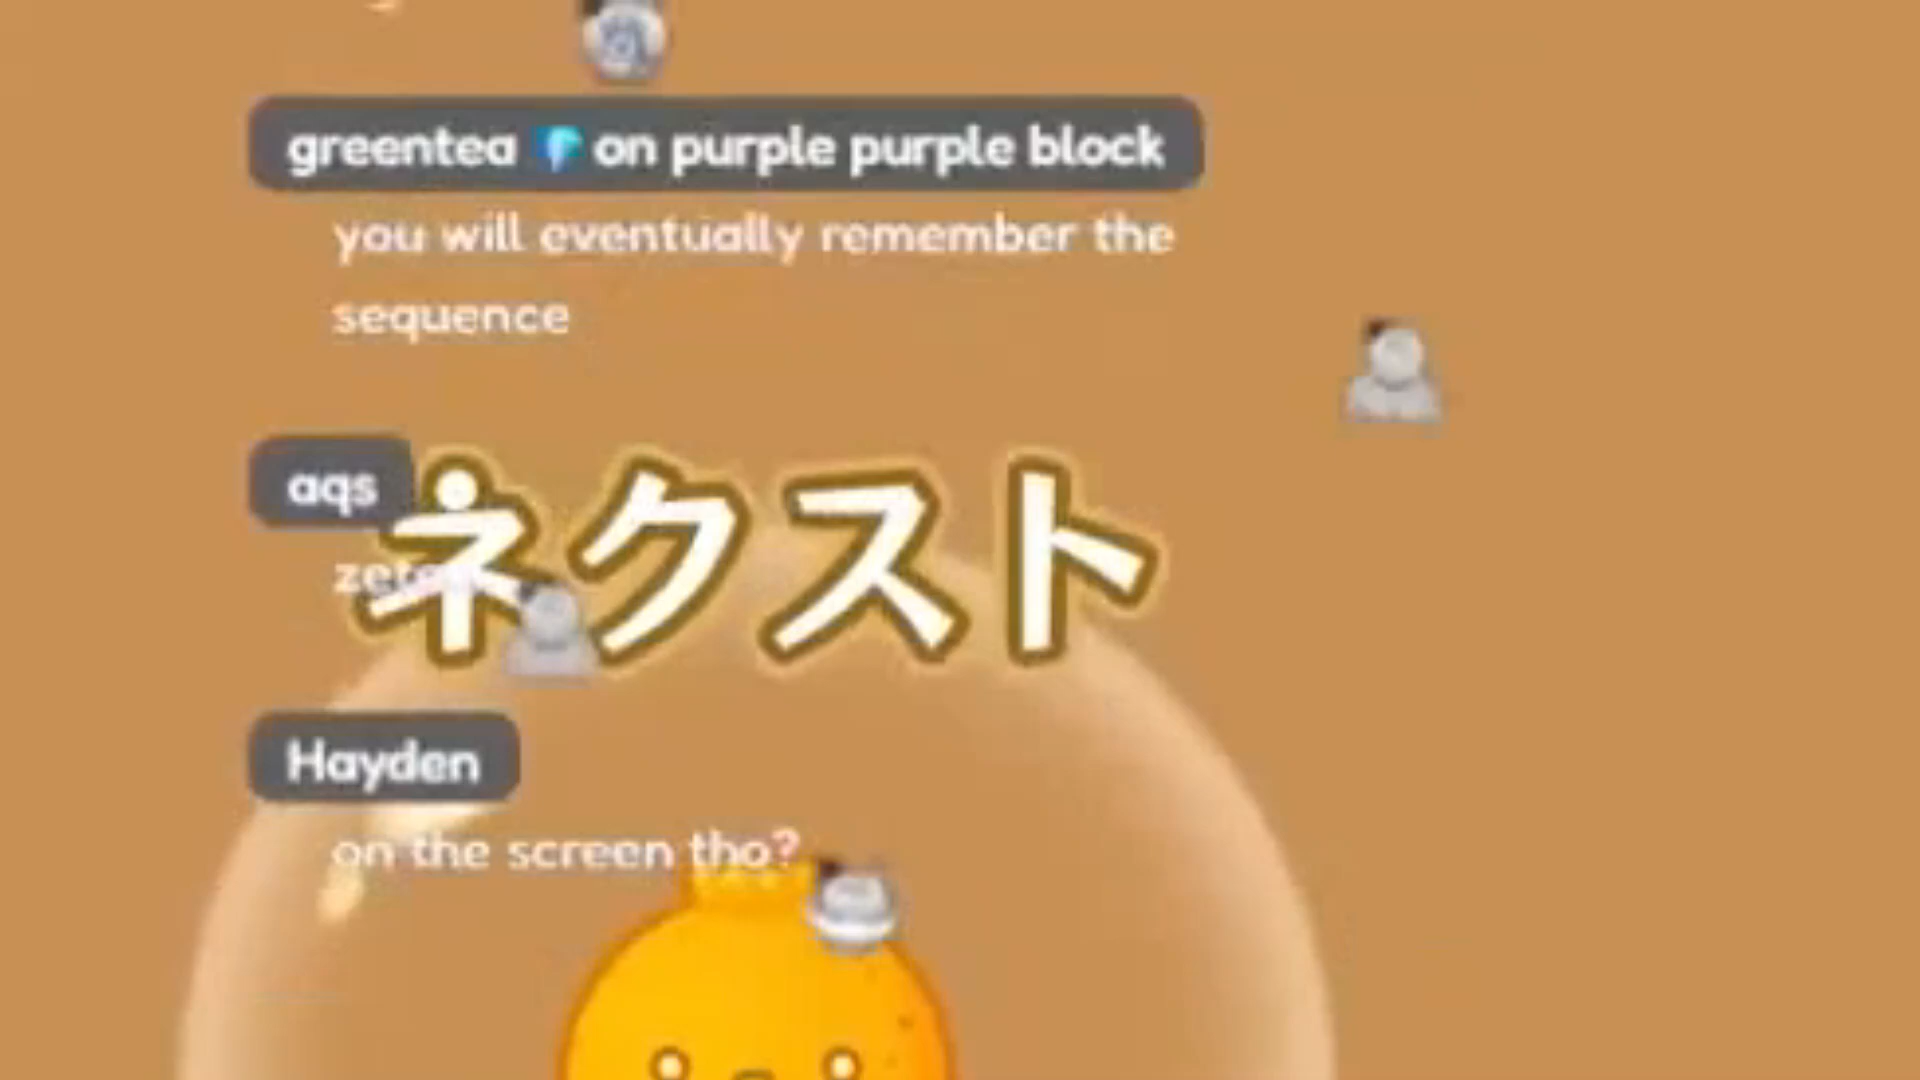 greentea on purple purple block
you will eventually remember the
sequence
aqs
ネクスト
Hayden
on the screen tho?